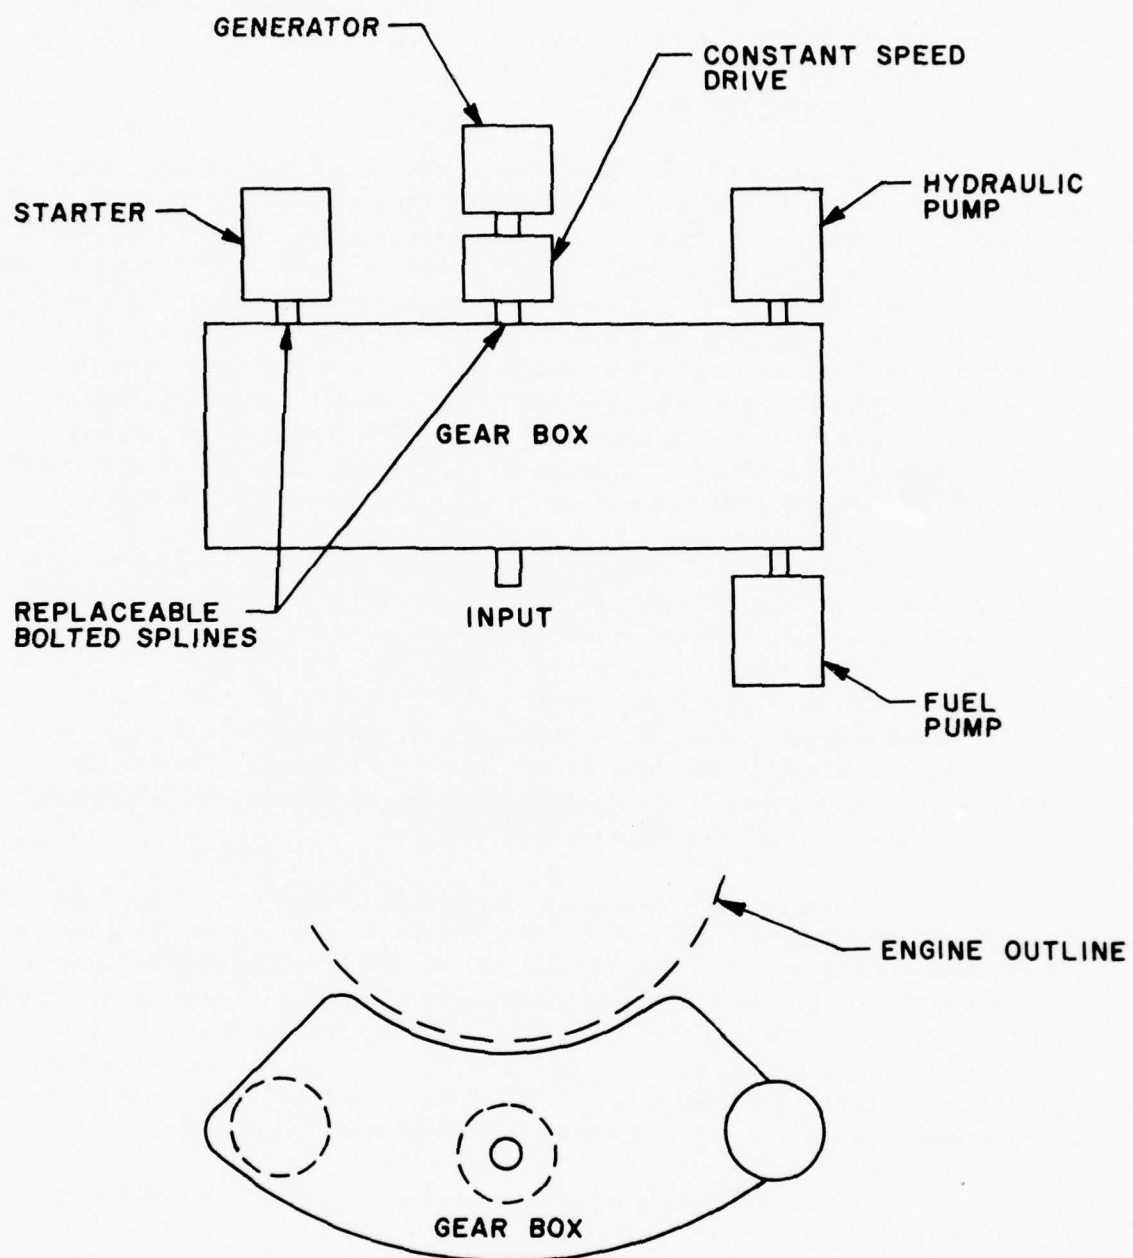 GENERATOR
CONSTANT SPEED
DRIVE
STARTER
HYDRAULIC
PUMP
GEAR BOX
REPLACEABLE
BOLTED SPLINES
INPUT
FUEL
PUMP
ENGINE OUTLINE
GEAR BOX